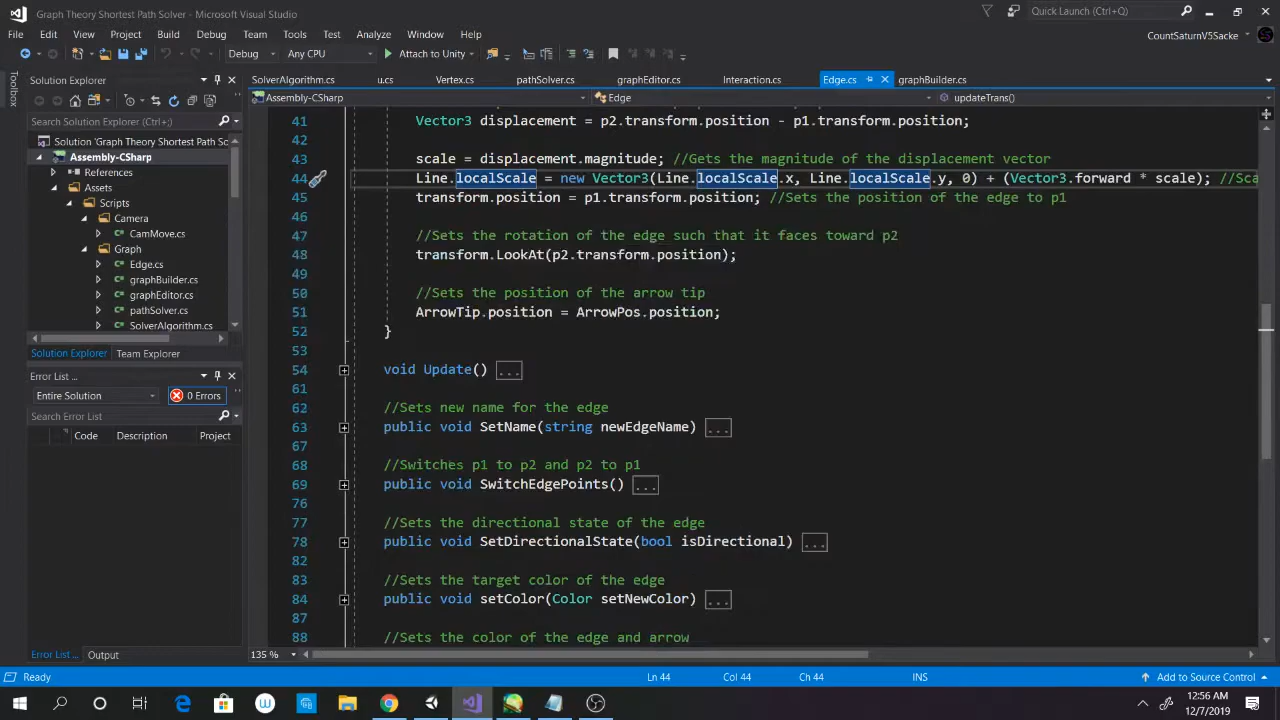 Graph Theory Shortest Path Solver - Microsoft Visual Studio
Quick Launch (Ctrl+;)
File Edit View Project Build Debug Team Tools Test Analyze Window Help
CountSaturnV5Sacke
Debug Any CPU Attach to Unity
Toolbox
Solution Explorer
SolverAlgorithm.cs u.cs Vertex.cs pathSolver.cs graphEditor.cs Interaction.cs Edge.cs graphBuilder.cs
Assembly-CSharp Edge updateTrans()
Search Solution Explorer (Ctrl+;)
Solution 'Graph Theory Shortest Path Sc
Assembly-CSharp
References
Assets
Scripts
Camera
CamMove.cs
Graph
Edge.cs
graphBuilder.cs
graphEditor.cs
pathSolver.cs
SolverAlgorithm.cs
Solution Explorer Team Explorer
Error List ...
Entire Solution 0 Errors
Search Error List
Code Description Project
Error List ... Output
41 Vector3 displacement = p2.transform.position - p1.transform.position;
42
43 scale = displacement.magnitude; //Gets the magnitude of the displacement vector
44 Line.localScale = new Vector3(Line.localScale.x, Line.localScale.y, 0) + (Vector3.forward * scale); //Sca
45 transform.position = p1.transform.position; //Sets the position of the edge to p1
46
47 //Sets the rotation of the edge such that it faces toward p2
48 transform.LookAt(p2.transform.position);
49
50 //Sets the position of the arrow tip
51 ArrowTip.position = ArrowPos.position;
52 }
53
54 void Update() ...
61
62 //Sets new name for the edge
63 public void SetName(string newEdgeName) ...
67
68 //Switches p1 to p2 and p2 to p1
69 public void SwitchEdgePoints() ...
76
77 //Sets the directional state of the edge
78 public void SetDirectionalState(bool isDirectional) ...
82
83 //Sets the target color of the edge
84 public void setColor(Color setNewColor) ...
87
88 //Sets the color of the edge and arrow
135 %
Ready Ln 44 Col 44 Ch 44 INS Add to Source Control
12:56 AM
12/7/2019